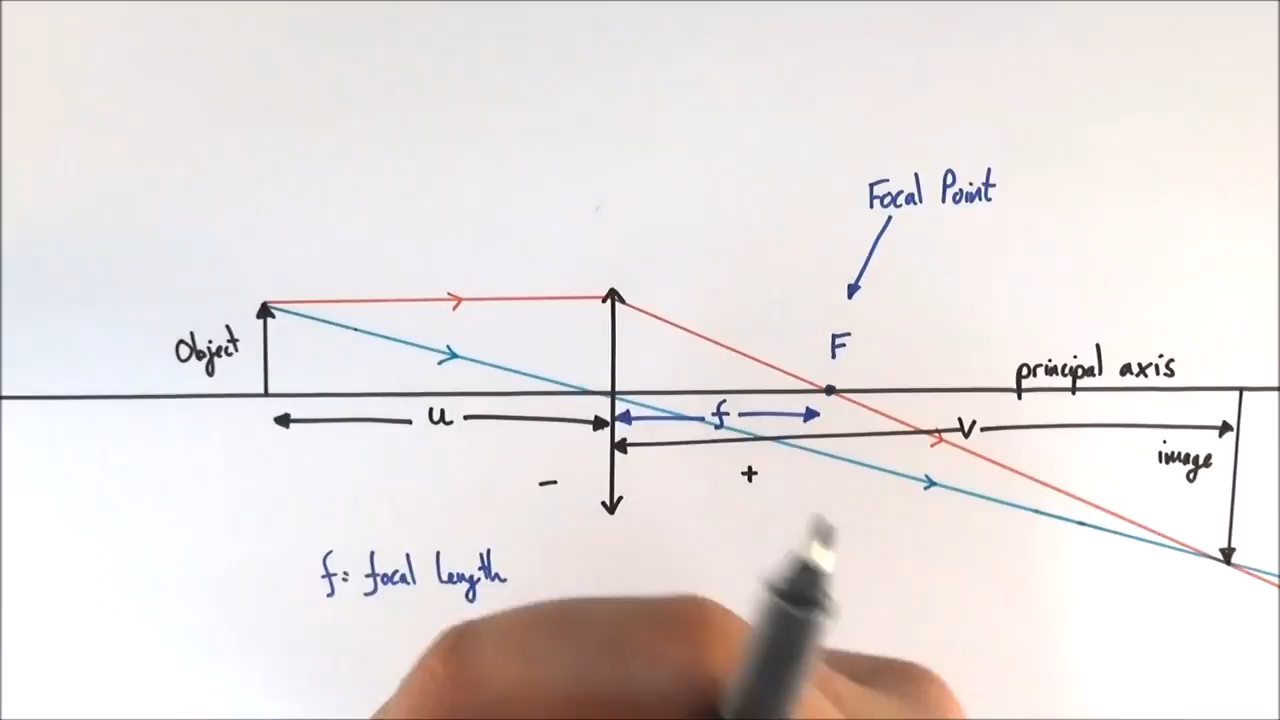 Focal Point
F
Object
principal axis
u
f
V
image
-
+
f = focal length